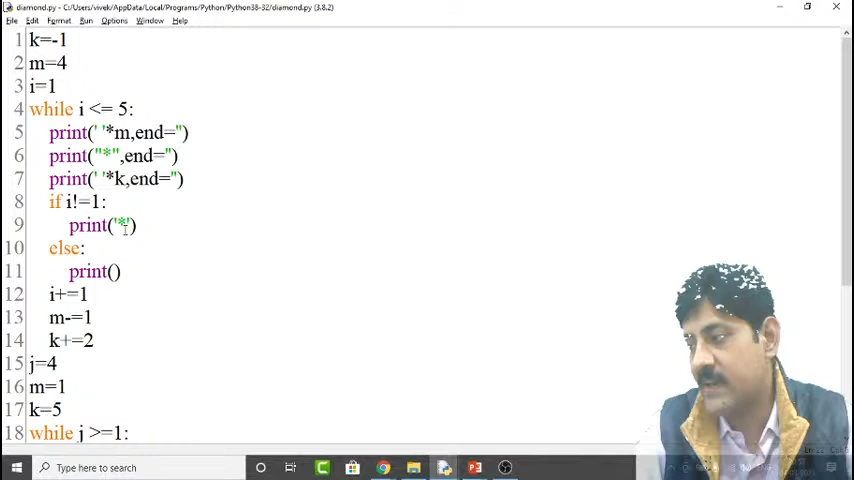 diamond.py - C:/Users/vivek/AppData/Local/Programs/Python/Python38-32/diamond.py (3.8.2)
File Edit Format Run Options Window Help
1 k=-1
2 m=4
3 i=1
4 while i <= 5:
5 print(' '*m,end='')
6 print("*",end='')
7 print(' '*k,end='')
8 if i!=1:
9 print('*')
10 else:
11 print()
12 i+=1
13 m-=1
14 k+=2
15 j=4
16 m=1
17 k=5
18 while j >=1:
Type here to search